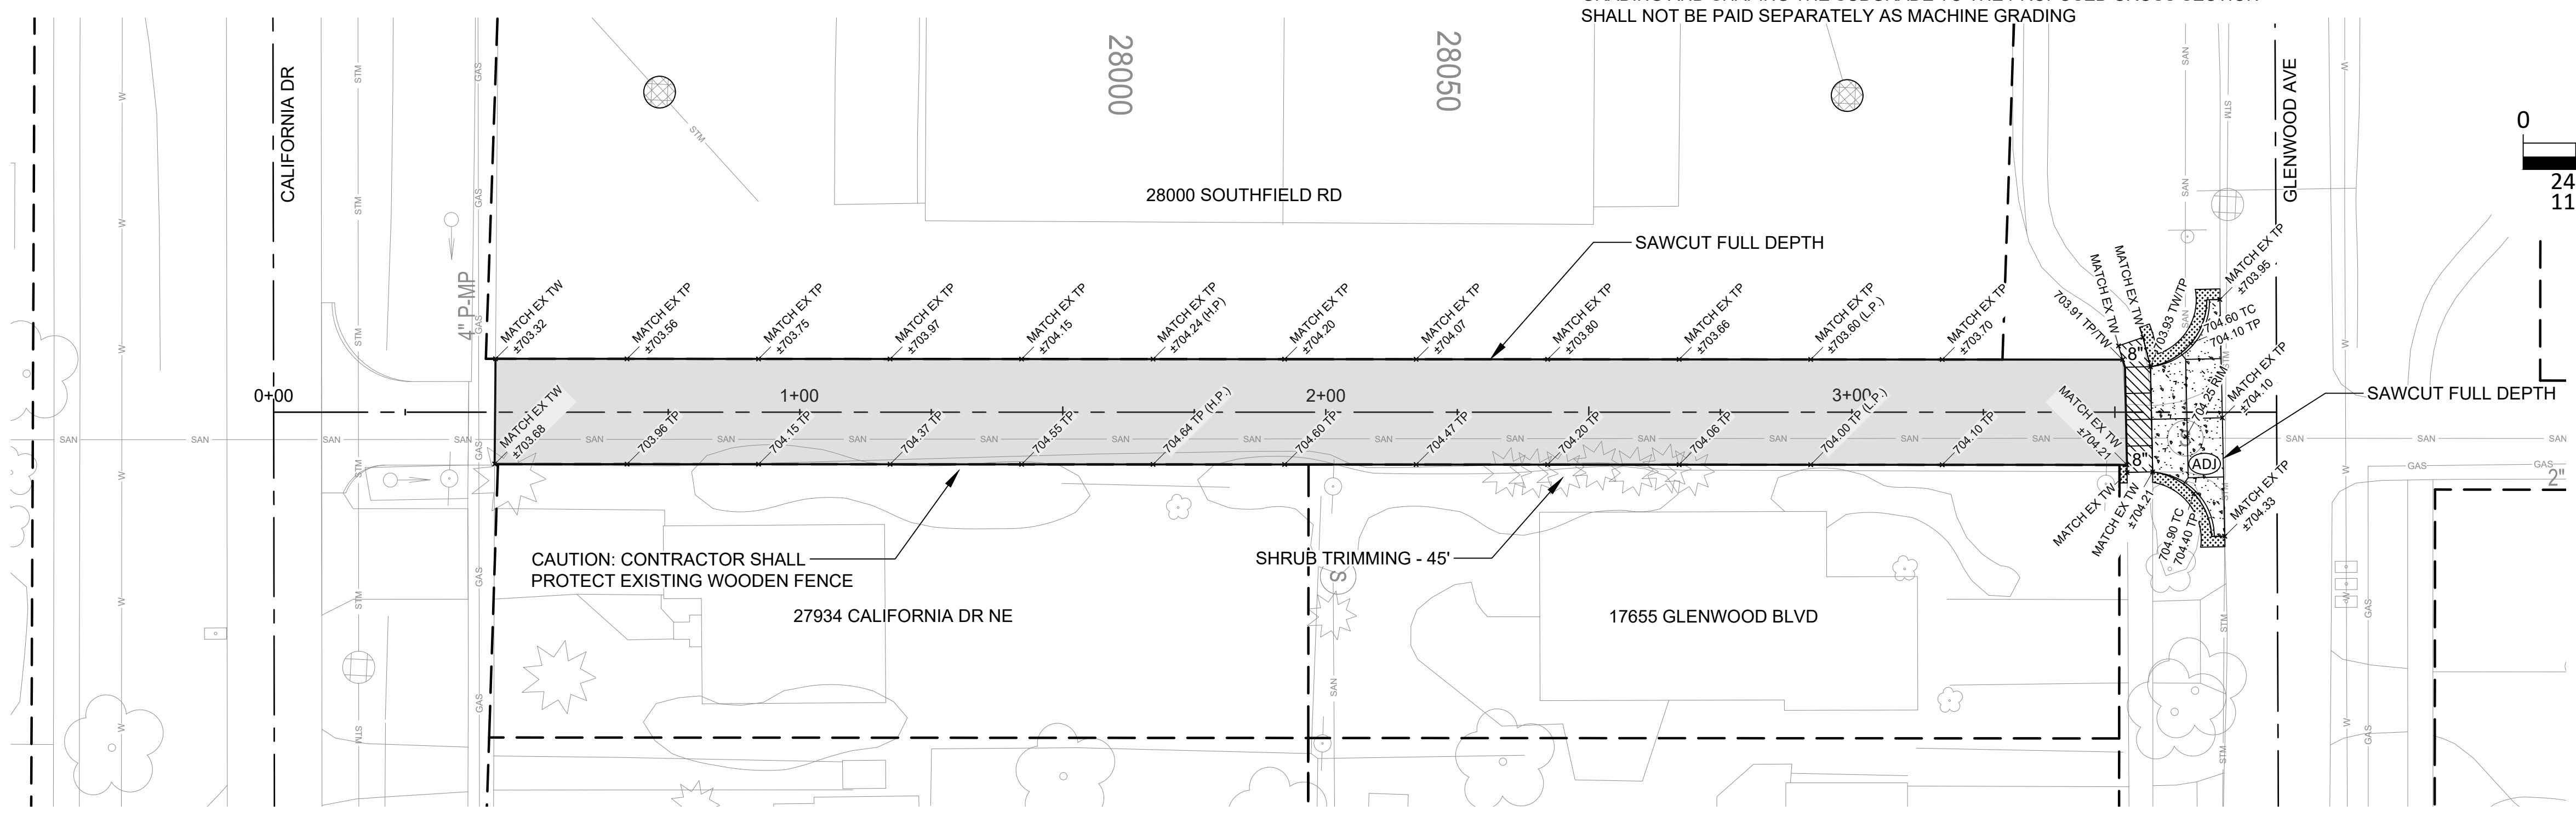 SHALL NOT BE PAID SEPARATELY AS MACHINE GRADING
CALIFORNIA DR
GLENWOOD AVE
28000
28050
0
24
11
28000 SOUTHFIELD RD
SAWCUT FULL DEPTH
4" P-MP
MATCH EX TW
±703.32
MATCH EX TP
±703.56
MATCH EX TP
±703.75
MATCH EX TP
±703.97
MATCH EX TP
±704.15
MATCH EX TP
±704.24 (H.P)
MATCH EX TP
±704.20
MATCH EX TP
±704.07
MATCH EX TP
±703.80
MATCH EX TP
±703.66
MATCH EX TP
±703.60 (L.P.)
MATCH EX TP
±703.70
703.91 TP/TW
MATCH EX TW
MATCH EX TW
703.93 TW/TP
MATCH EX TP
±703.95
704.60 TC
704.10 TP
MATCH EX TP
±704.10
704.25 RIM
8"
0+00
1+00
2+00
3+00
SAWCUT FULL DEPTH
MATCH EX TW
±703.68
703.96 TP
704.15 TP
704.37 TP
704.55 TP
704.64 TP (H.P.)
704.60 TP
704.47 TP
704.20 TP
704.06 TP
704.00 TP (L.P.)
704.10 TP
MATCH EX TW
±704.21
8"
ADJ
MATCH EX TW
MATCH EX TW
±704.21
704.90 TC
704.40 TP
MATCH EX TP
±704.33
2"
CAUTION: CONTRACTOR SHALL
PROTECT EXISTING WOODEN FENCE
SHRUB TRIMMING - 45'
S
27934 CALIFORNIA DR NE
17655 GLENWOOD BLVD
SAN
STM
GAS
W